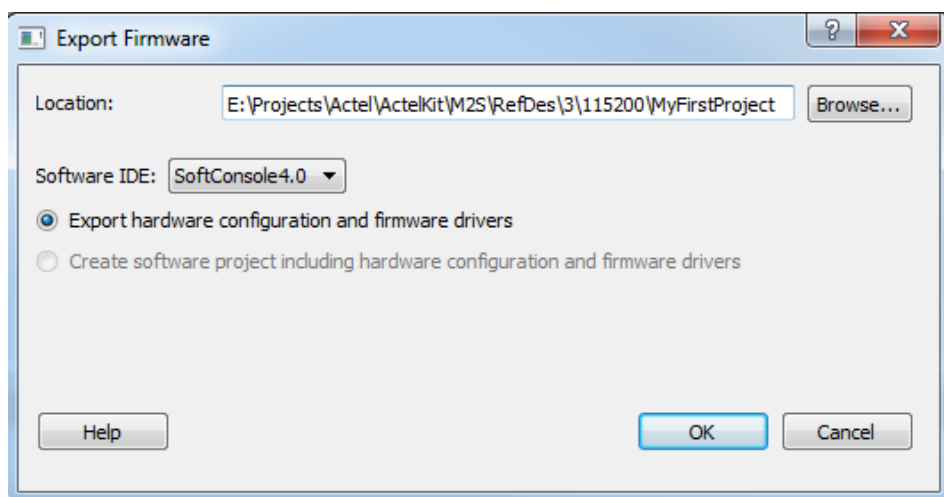 Export Firmware
Location: E:\Projects\Actel\ActelKit\M2S\RefDes\3\115200\MyFirstProject Browse...
Software IDE: SoftConsole4.0
Export hardware configuration and firmware drivers
Create software project including hardware configuration and firmware drivers
Help OK Cancel